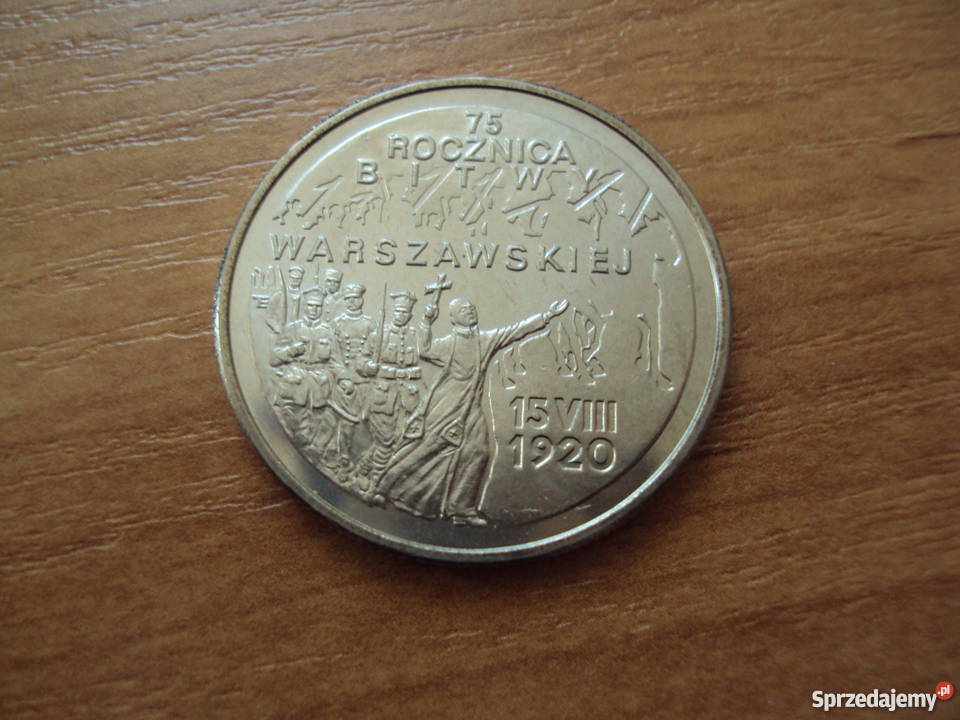 75
ROCZNICA
BITWY
WARSZAWSKIEJ
15 VIII
1920
Sprzedajemy.pl